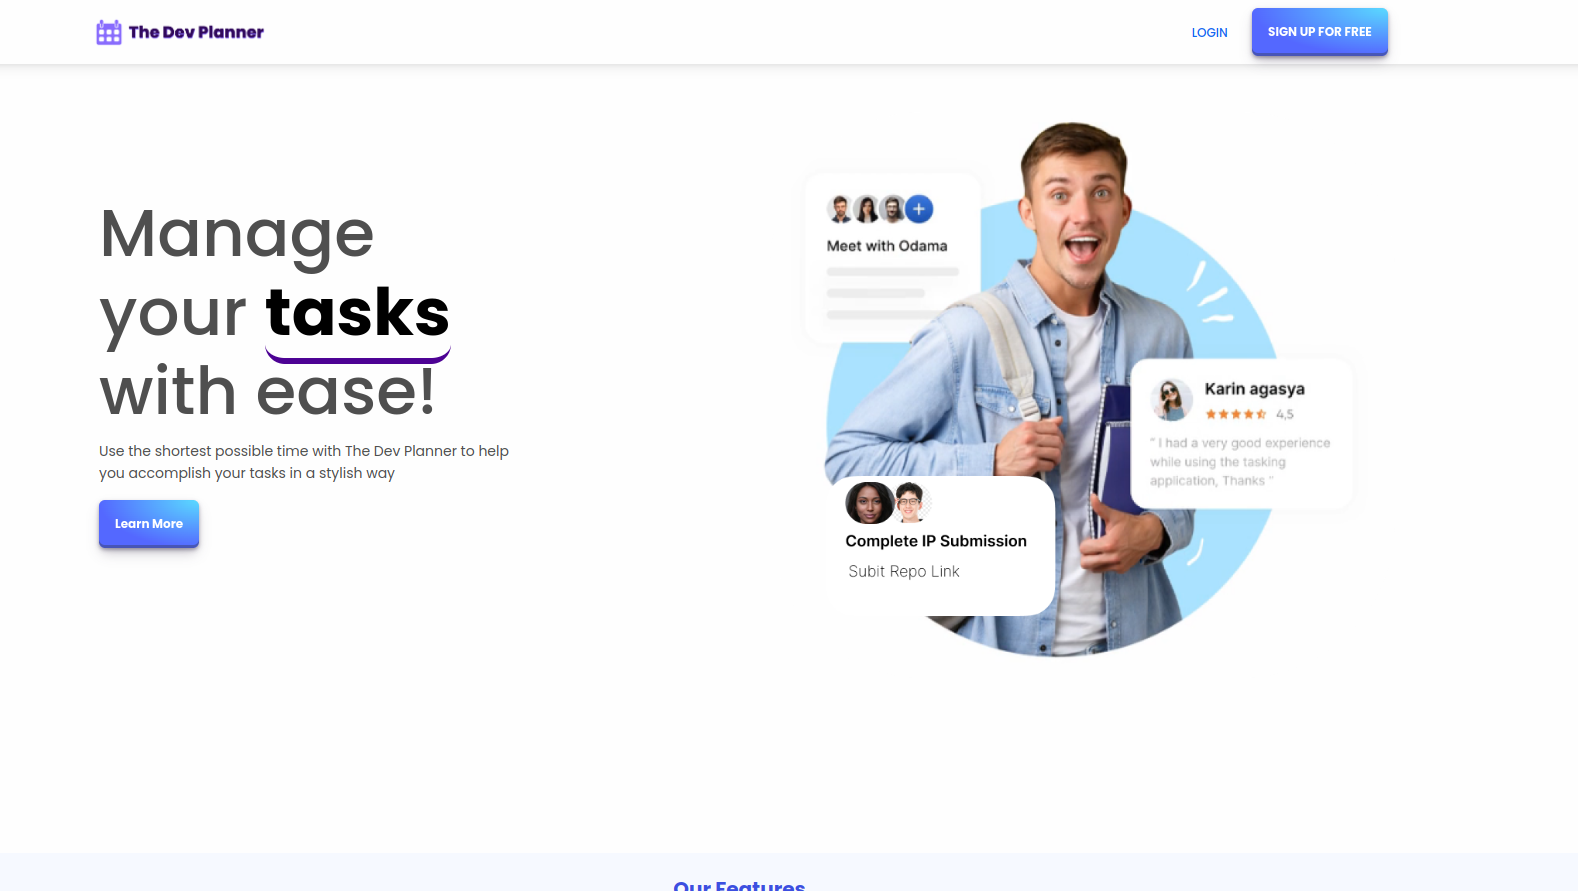 The Dev Planner
LOGIN
SIGN UP FOR FREE
Manage
your tasks
with ease!
Use the shortest possible time with The Dev Planner to help
you accomplish your tasks in a stylish way
Learn More
Meet with Odama
Karin agasya
4,5
“ I had a very good experience
while using the tasking
application, Thanks ”
Complete IP Submission
Subit Repo Link
Our Features